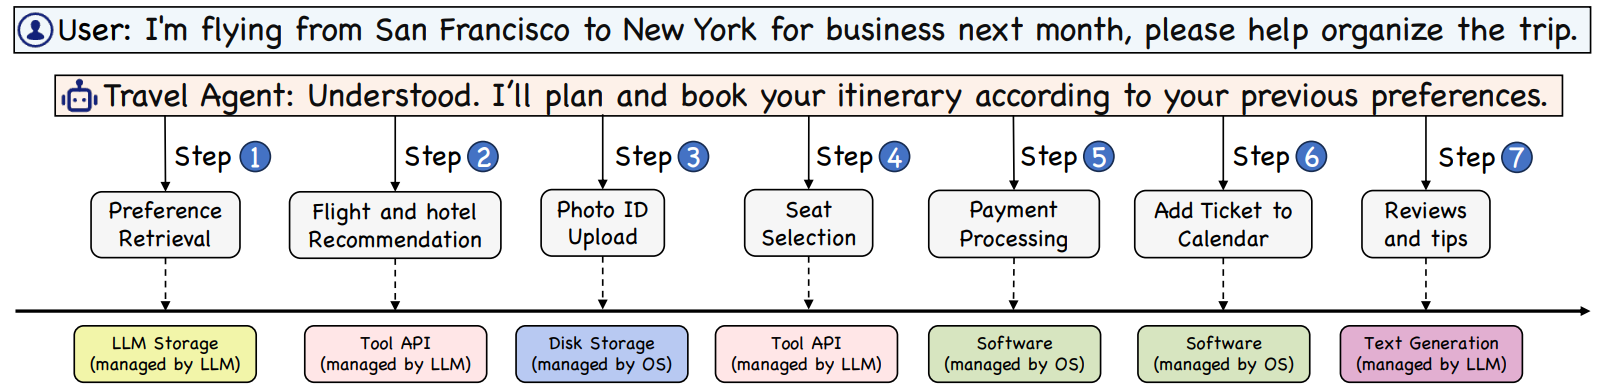 User: I'm flying from San Francisco to New York for business next month, please help organize the trip.
Travel Agent: Understood. I'll plan and book your itinerary according to your previous preferences.
Step 1
Step 2
Step 3
Step 4
Step 5
Step 6
Step 7
Preference
Retrieval
Flight and hotel
Recommendation
Photo ID
Upload
Seat
Selection
Payment
Processing
Add Ticket to
Calendar
Reviews
and tips
LLM Storage
(managed by LLM)
Tool API
(managed by LLM)
Disk Storage
(managed by OS)
Tool API
(managed by LLM)
Software
(managed by OS)
Software
(managed by OS)
Text Generation
(managed by LLM)